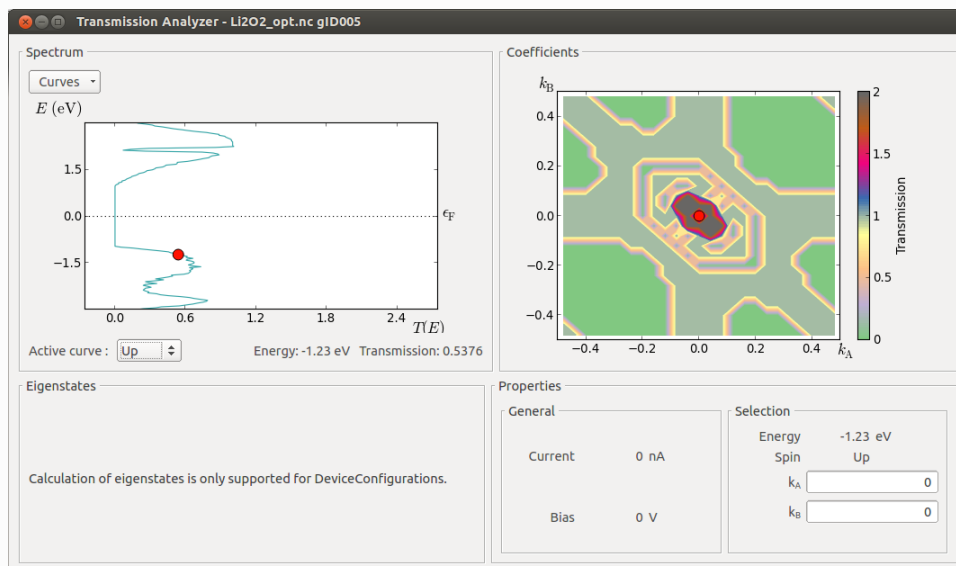 Transmission Analyzer - Li2O2_opt.nc gID005
Spectrum
Curves
E (eV)
1.5
0.0
−1.5
ϵF
0.0 0.6 1.2 1.8 2.4
T(E)
Active curve : Up
Energy: -1.23 eV Transmission: 0.5376
Coefficients
kB
0.4
0.2
0.0
−0.2
−0.4
−0.4 −0.2 0.0 0.2 0.4
kA
2
1.5
1
0.5
0
Transmission
Eigenstates
Calculation of eigenstates is only supported for DeviceConfigurations.
Properties
General
Current 0 nA
Bias 0 V
Selection
Energy -1.23 eV
Spin Up
kA 0
kB 0